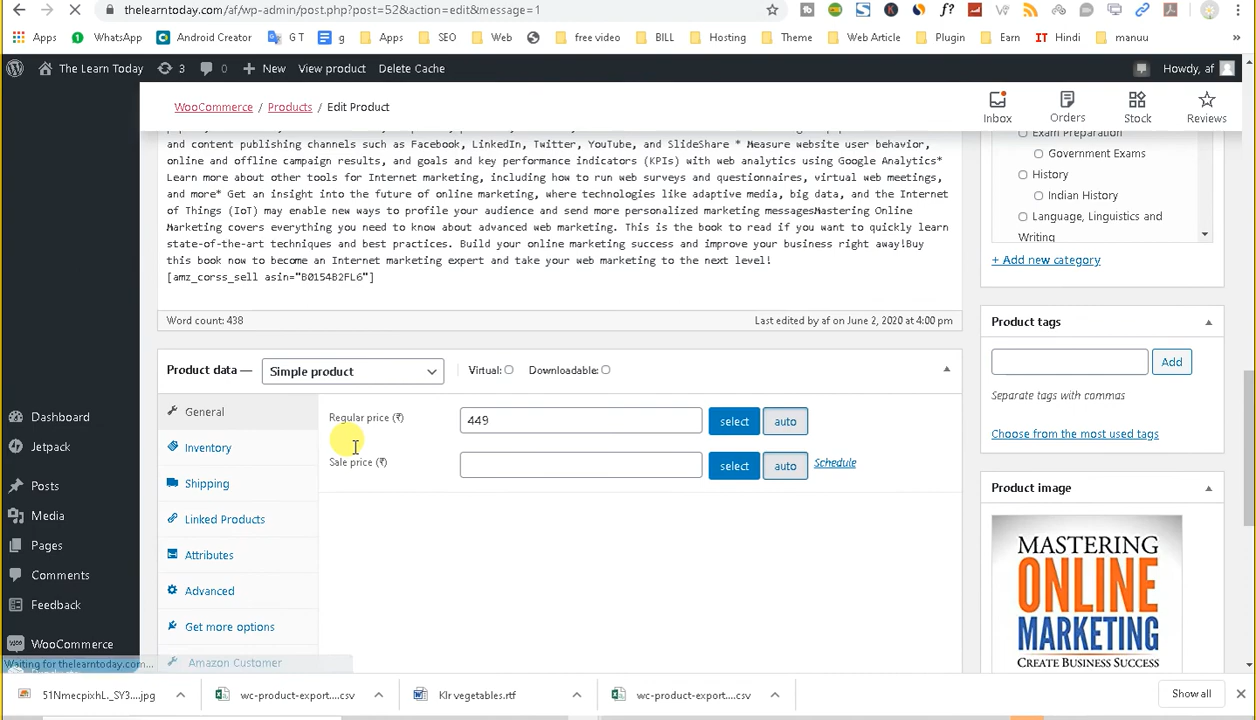 thelearntoday.com/af/wp-admin/post.php?post=52&action=edit&message=1
Apps WhatsApp Android Creator G T g Apps SEO Web free video BILL Hosting Theme Web Article Plugin Earn IT Hindi manuu »
The Learn Today 3 0 + New View product Delete Cache Howdy, af
WooCommerce / Products / Edit Product
Inbox Orders Stock Reviews
and content publishing channels such as Facebook, LinkedIn, Twitter, YouTube, and SlideShare * Measure website user behavior,
online and offline campaign results, and goals and key performance indicators (KPIs) with web analytics using Google Analytics*
Learn more about other tools for Internet marketing, including how to run web surveys and questionnaires, virtual web meetings,
and more* Get an insight into the future of online marketing, where technologies like adaptive media, big data, and the Internet
of Things (IoT) may enable new ways to profile your audience and send more personalized marketing messagesMastering Online
Marketing covers everything you need to know about advanced web marketing. This is the book to read if you want to quickly learn
state-of-the-art techniques and best practices. Build your online marketing success and improve your business right away!Buy
this book now to become an Internet marketing expert and take your web marketing to the next level!
[amz_corss_sell asin="B0154B2FL6"]
Word count: 438
Last edited by af on June 2, 2020 at 4:00 pm
Exam Preparation
Government Exams
History
Indian History
Language, Linguistics and
Writing
+ Add new category
Product tags
Add
Separate tags with commas
Choose from the most used tags
Product image
MASTERING
ONLINE
MARKETING
CREATE BUSINESS SUCCESS
Product data — Simple product Virtual: Downloadable:
General
Inventory
Shipping
Linked Products
Attributes
Advanced
Get more options
Amazon Customer
Regular price (₹) 449 select auto
Sale price (₹) select auto Schedule
Dashboard
Jetpack
Posts
Media
Pages
Comments
Feedback
WooCommerce
Waiting for thelearntoday.com...
51NmecpixhL._SY3....jpg wc-product-export....csv Klr vegetables.rtf wc-product-export....csv Show all